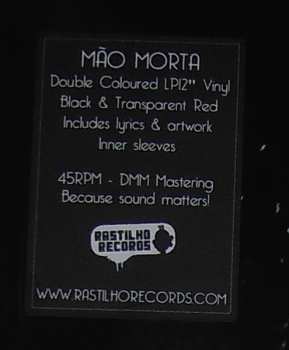 MÃO MORTA
Double Coloured LP12" Vinyl
Black & Transparent Red
Includes lyrics & artwork
Inner sleeves
45RPM - DMM Mastering
Because sound matters!
RASTILHO
RECORDS
WWW.RASTILHORECORDS.COM